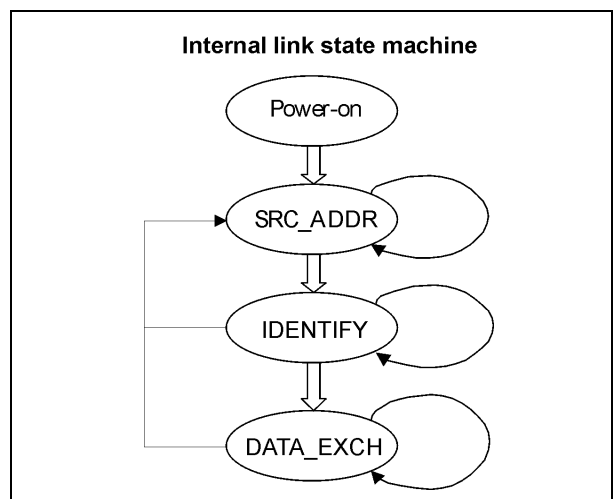 Internal link state machine
Power-on
SRC_ADDR
IDENTIFY
DATA_EXCH